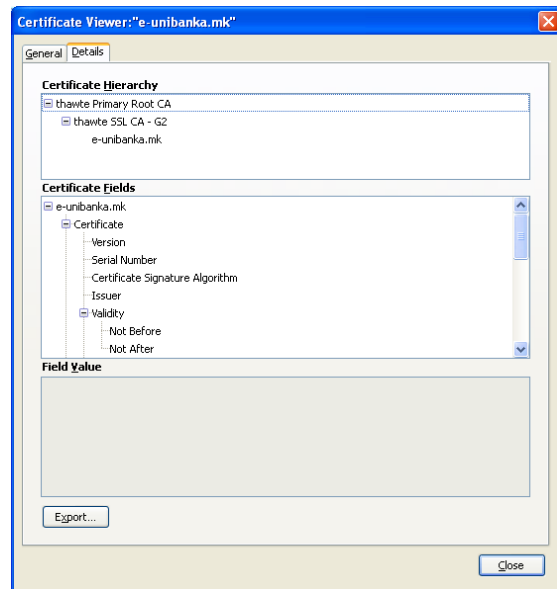 Certificate Viewer:"e-unibanka.mk"
General Details
Certificate Hierarchy
thawte Primary Root CA
thawte SSL CA - G2
e-unibanka.mk
Certificate Fields
e-unibanka.mk
Certificate
Version
Serial Number
Certificate Signature Algorithm
Issuer
Validity
Not Before
Not After
Field Value
Export...
Close